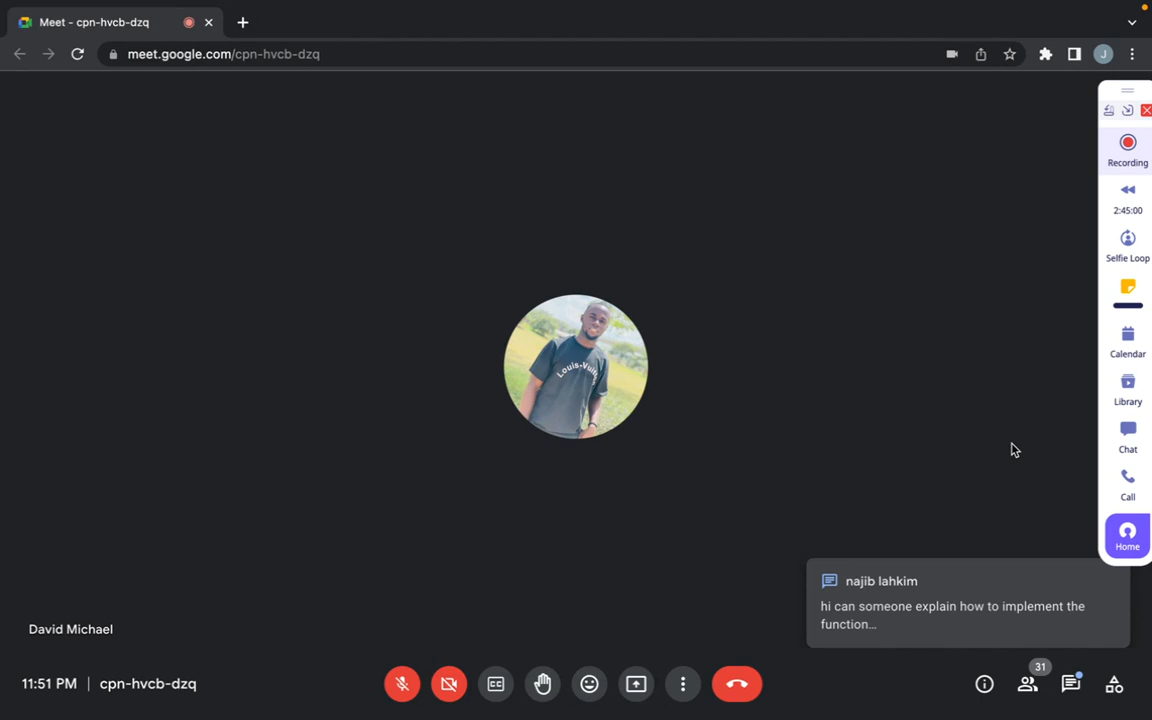 Meet - cpn-hvcb-dzq
meet.google.com/cpn-hvcb-dzq
J
Recording
2:45:00
Selfie Loop
Calendar
Library
Chat
Call
Home
najib lahkim
hi can someone explain how to implement the
function...
David Michael
11:51 PM | cpn-hvcb-dzq
CC
31